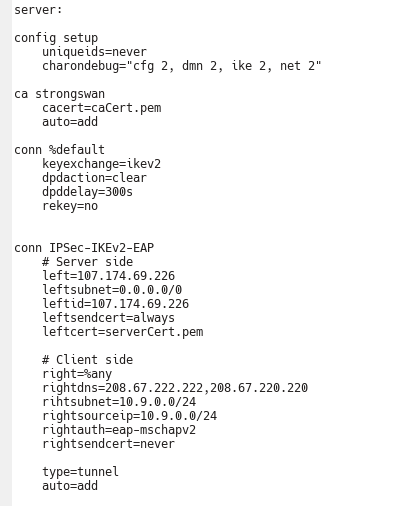 server:
config setup
uniqueids=never
charondebug="cfg 2, dmn 2, ike 2, net 2"
ca strongswan
cacert=caCert.pem
auto=add
conn %default
keyexchange=ikev2
dpdaction=clear
dpddelay=300s
rekey=no
conn IPSec-IKEv2-EAP
# Server side
left=107.174.69.226
leftsubnet=0.0.0.0/0
leftid=107.174.69.226
leftsendcert=always
leftcert=serverCert.pem
# Client side
right=%any
rightdns=208.67.222.222,208.67.220.220
rihtsubnet=10.9.0.0/24
rightsourceip=10.9.0.0/24
rightauth=eap-mschapv2
rightsendcert=never
type=tunnel
auto=add